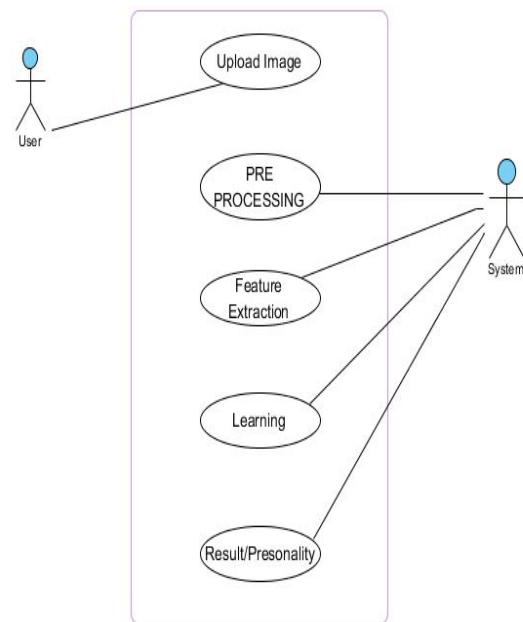 Upload Image
User
PRE
PROCESSING
System
Feature
Extraction
Learning
Result/Presonality